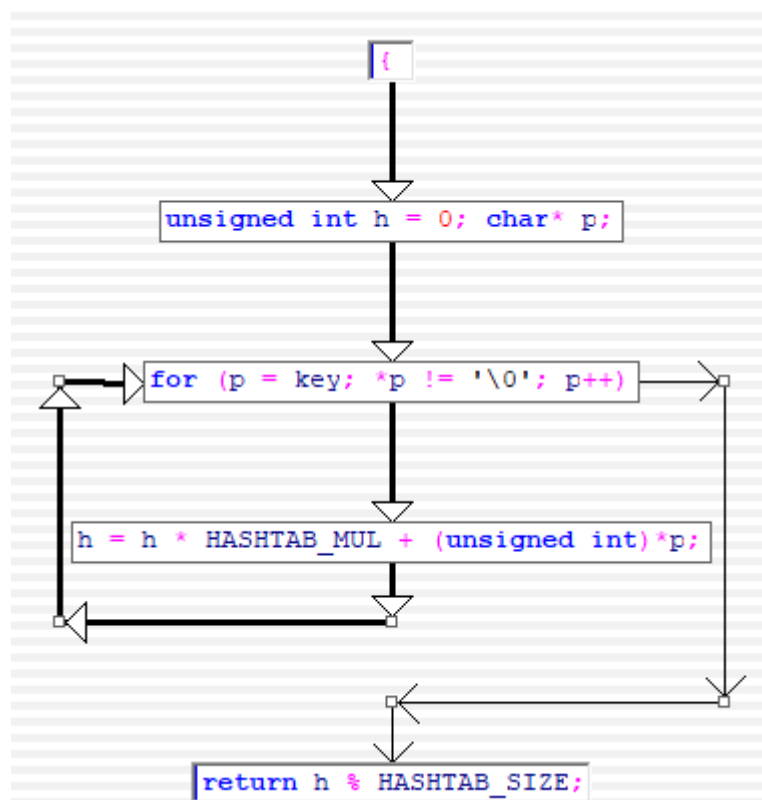 {
unsigned int h = 0; char* p;
for (p = key; *p != '\0'; p++)
h = h * HASHTAB_MUL + (unsigned int)*p;
return h % HASHTAB_SIZE;